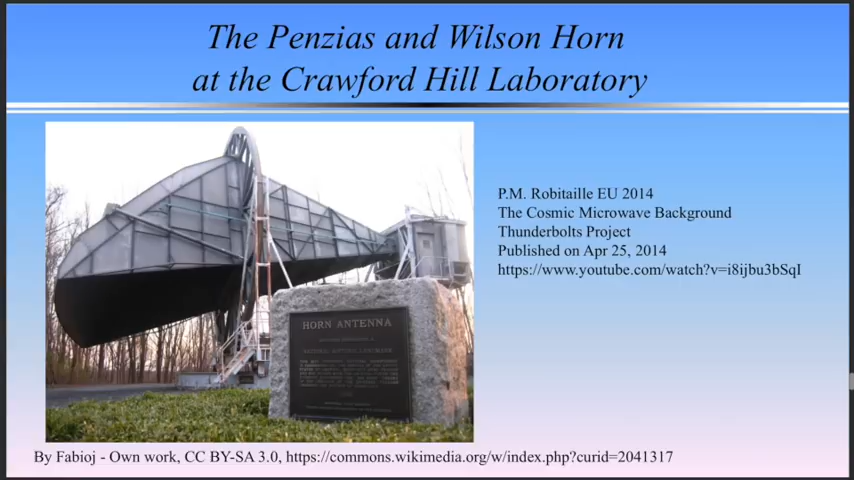 The Penzias and Wilson Horn
at the Crawford Hill Laboratory
P.M. Robitaille EU 2014
The Cosmic Microwave Background
Thunderbolts Project
Published on Apr 25, 2014
https://www.youtube.com/watch?v=i8ijbu3bSqI
HORN ANTENNA
By Fabioj - Own work, CC BY-SA 3.0, https://commons.wikimedia.org/w/index.php?curid=2041317